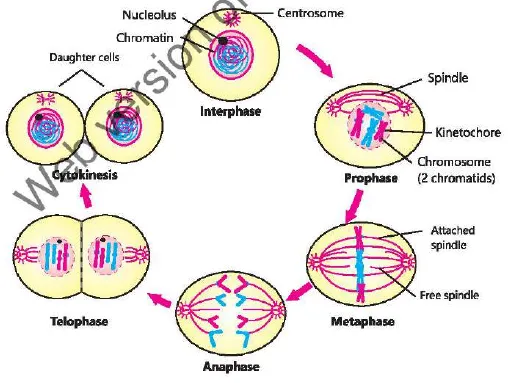 Nucleolus
Centrosome
Chromatin
Daughter cells
Interphase
Spindle
Kinetochore
Chromosome
(2 chromatids)
Cytokinesis
Prophase
Attached
spindle
Free spindle
Telophase
Metaphase
Anaphase
Web version of